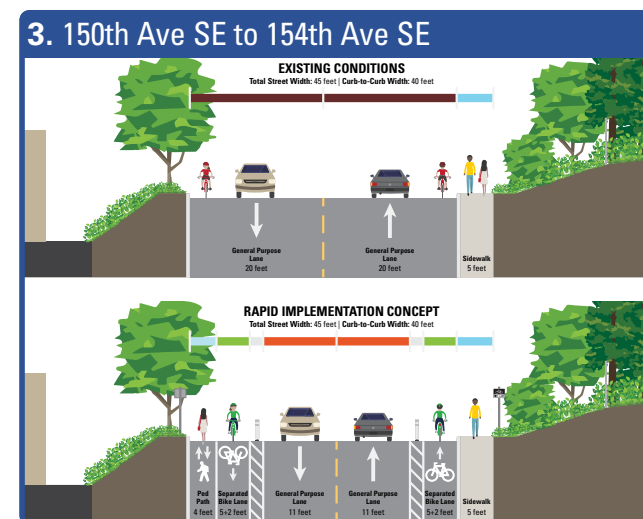 3. 150th Ave SE to 154th Ave SE
EXISTING CONDITIONS
Total Street Width: 45 feet | Curb-to-Curb Width: 40 feet
General Purpose
Lane
20 feet
General Purpose
Lane
20 feet
Sidewalk
5 feet
RAPID IMPLEMENTATION CONCEPT
Total Street Width: 45 feet | Curb-to-Curb Width: 40 feet
Ped
Path
4 feet
Separated
Bike Lane
5+2 feet
General Purpose
Lane
11 feet
General Purpose
Lane
11 feet
Separated
Bike Lane
5+2 feet
Sidewalk
5 feet